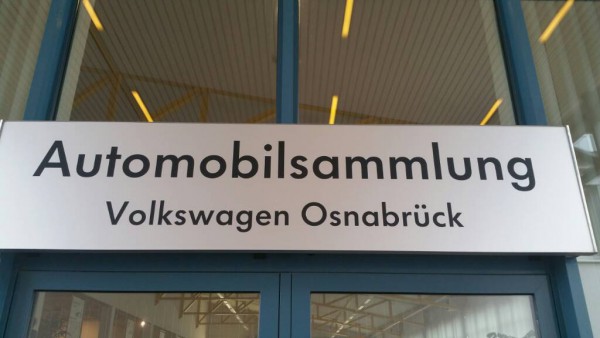 Automobilsammlung
Volkswagen Osnabrück